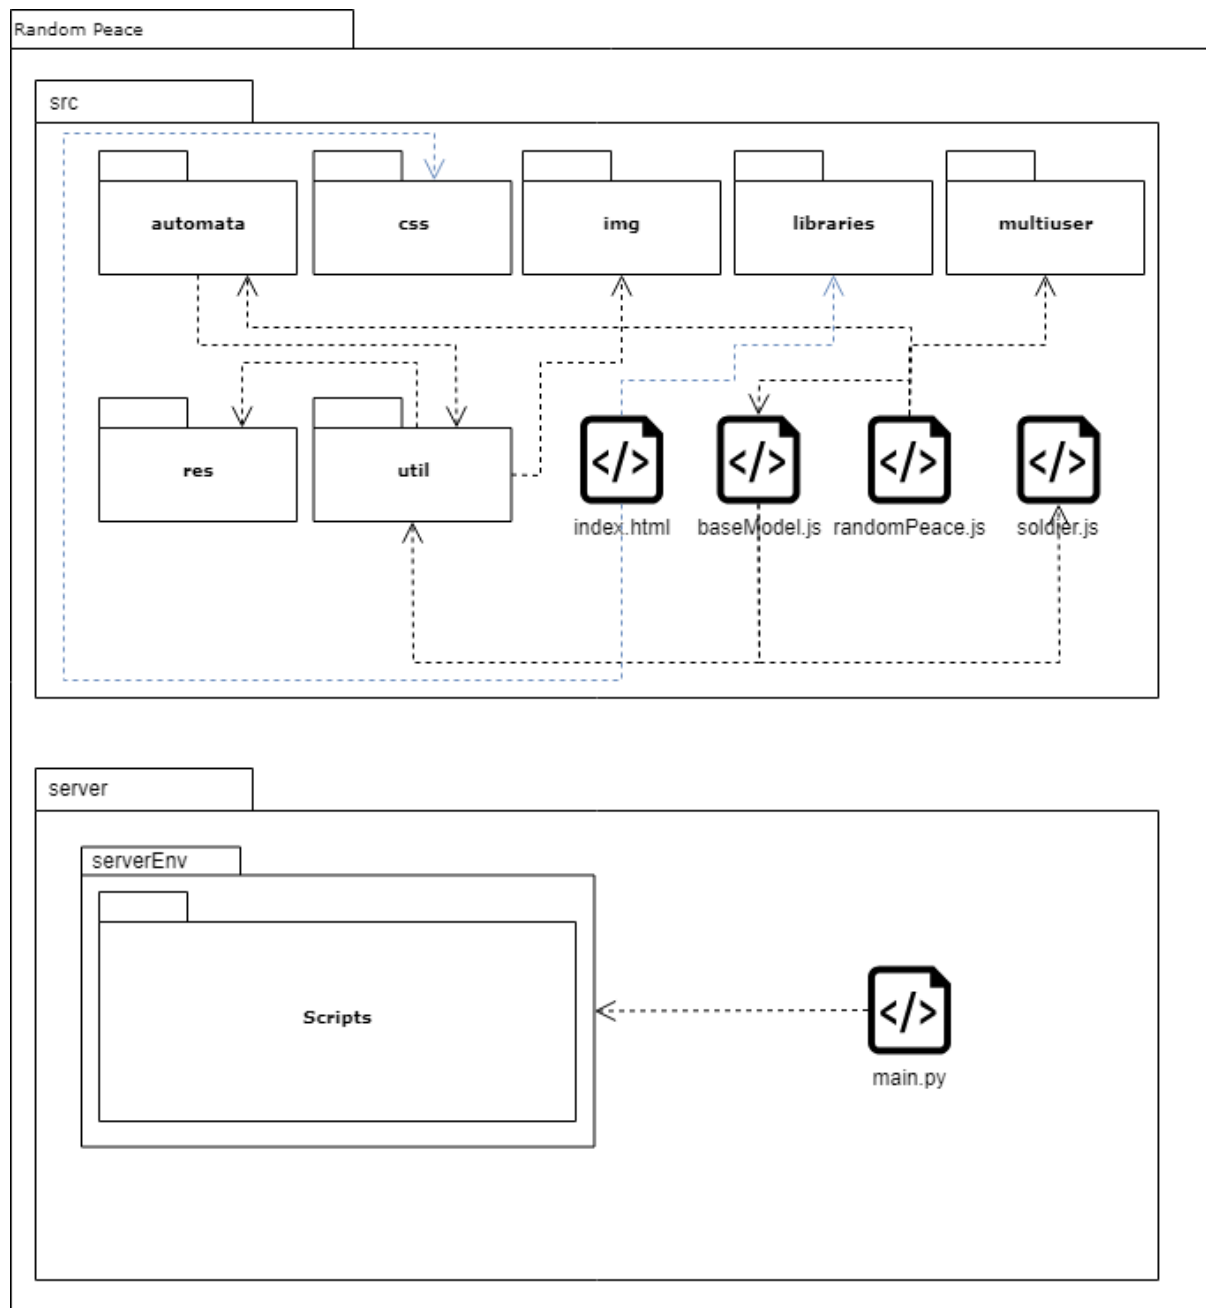 Random Peace
src
automata
css
img
libraries
multiuser
res
util
</>
</>
</>
</>
index.html
baseModel.js
randomPeace.js
soldier.js
server
serverEnv
Scripts
</>
main.py